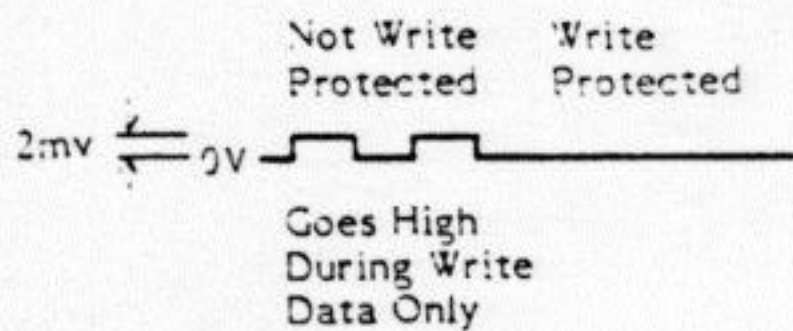 Not Write Write
Protected Protected
2mv 0V
Goes High
During Write
Data Only